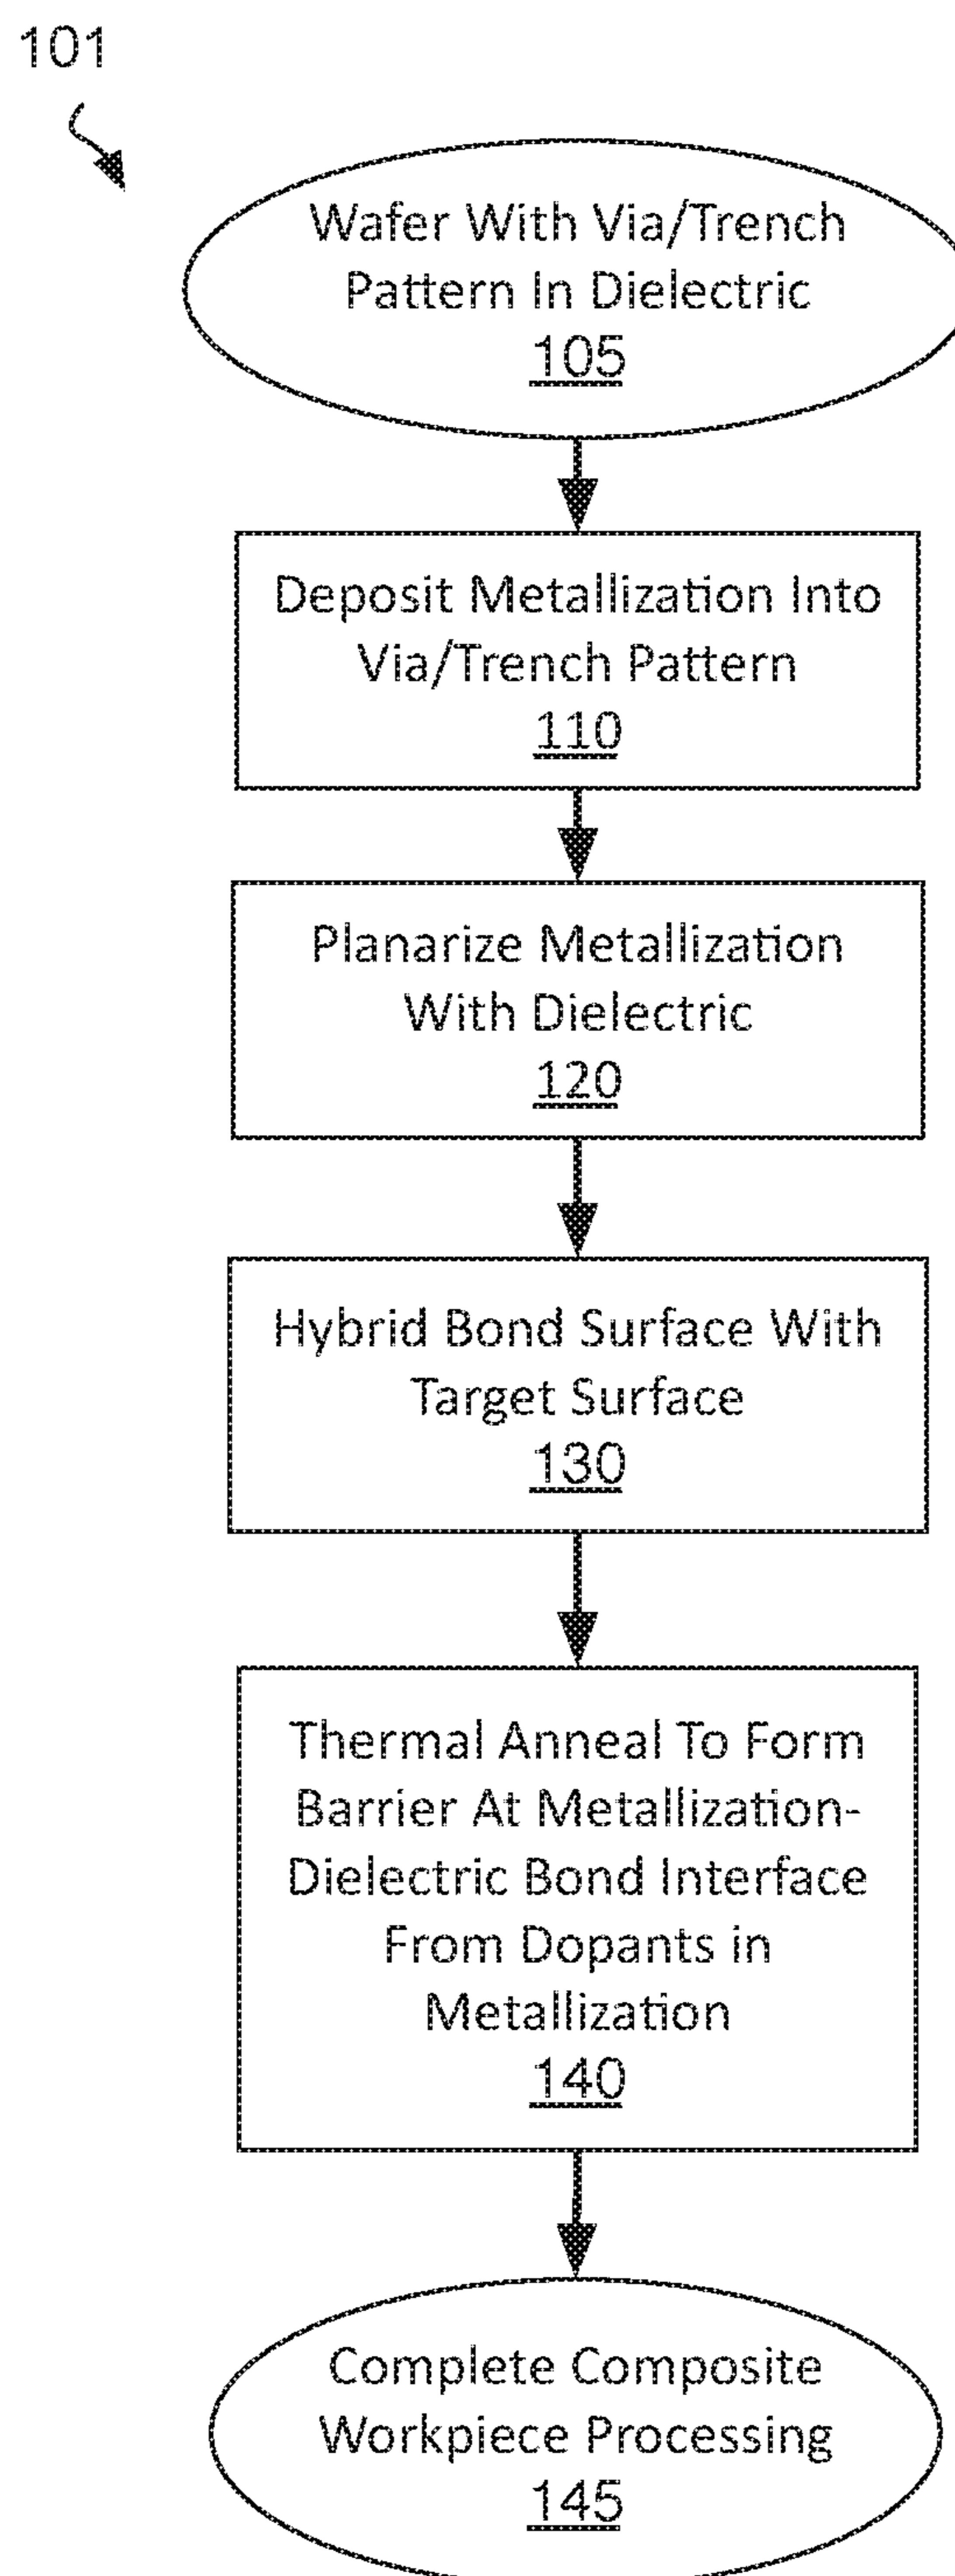 101
Wafer With Via/Trench
Pattern In Dielectric
105
Deposit Metallization Into
Via/Trench Pattern
110
Planarize Metallization
With Dielectric
120
Hybrid Bond Surface With
Target Surface
130
Thermal Anneal To Form
Barrier At Metallization-
Dielectric Bond Interface
From Dopants in
Metallization
140
Complete Composite
Workpiece Processing
145